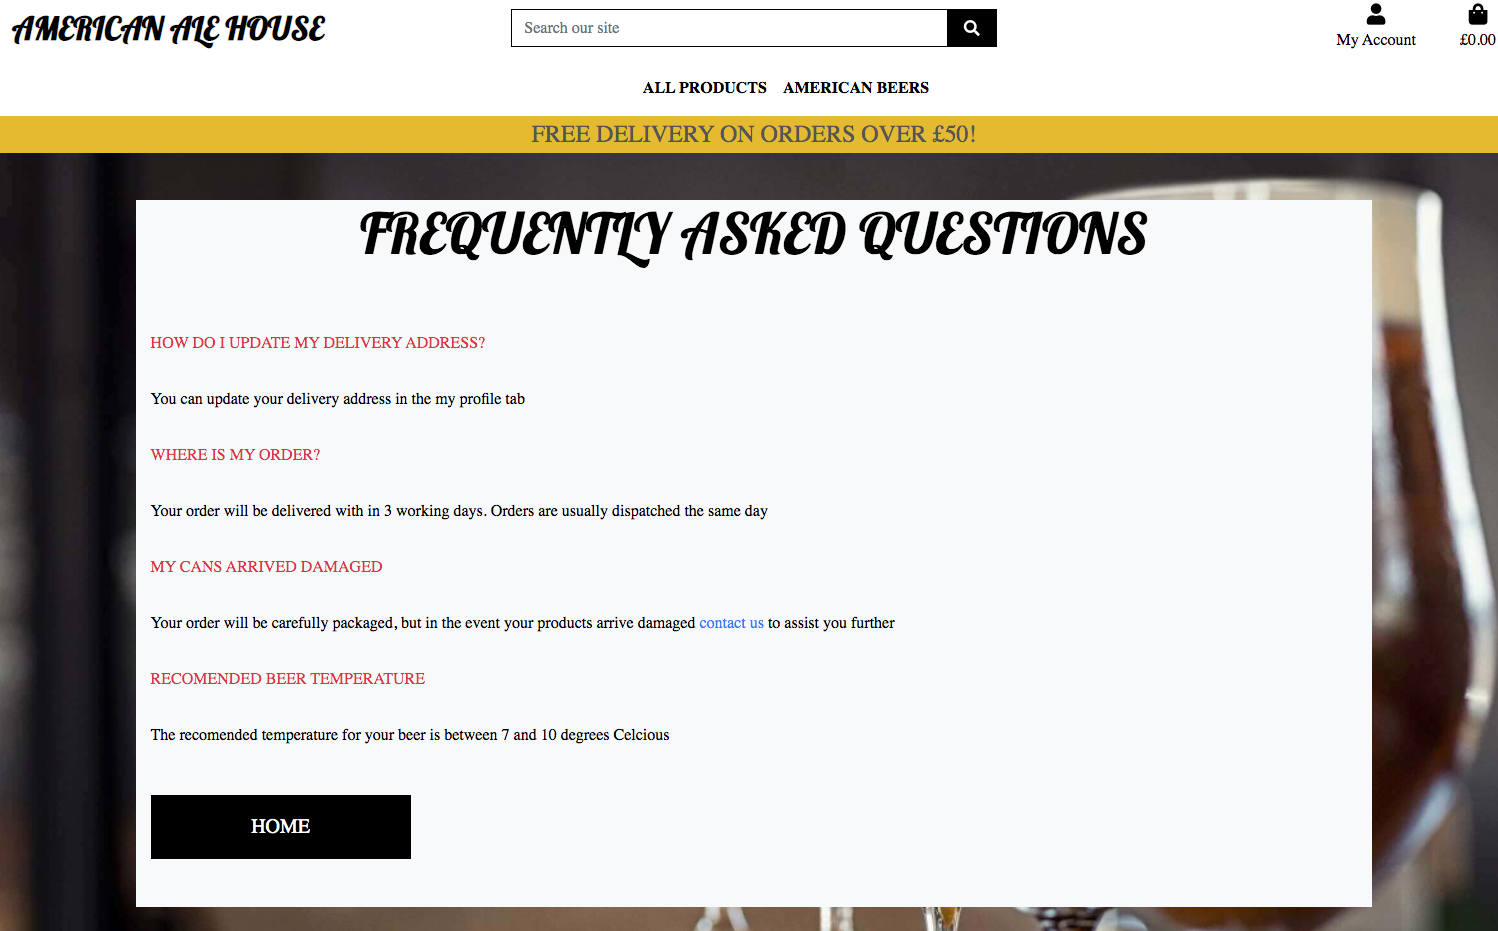 AMERICAN ALE HOUSE
Search our site
My Account
£0.00
ALL PRODUCTS AMERICAN BEERS
FREE DELIVERY ON ORDERS OVER £50!
FREQUENTLY ASKED QUESTIONS
HOW DO I UPDATE MY DELIVERY ADDRESS?
You can update your delivery address in the my profile tab
WHERE IS MY ORDER?
Your order will be delivered with in 3 working days. Orders are usually dispatched the same day
MY CANS ARRIVED DAMAGED
Your order will be carefully packaged, but in the event your products arrive damaged contact us to assist you further
RECOMENDED BEER TEMPERATURE
The recomended temperature for your beer is between 7 and 10 degrees Celcious
HOME